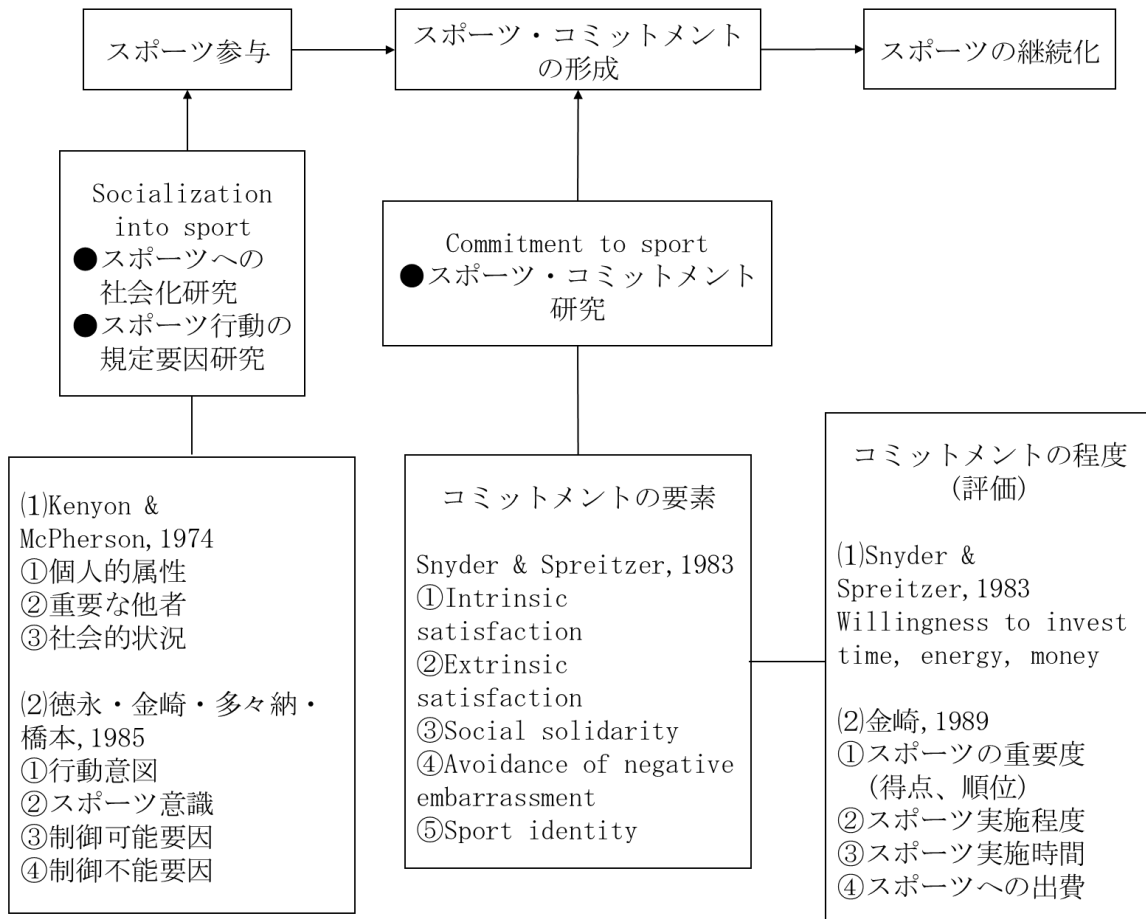 スポーツ参与
スポーツ・コミットメント
の形成
スポーツの継続化
Socialization
into sport
●スポーツへの
社会化研究
●スポーツ行動の
規定要因研究
Commitment to sport
●スポーツ・コミットメント
研究
⑴Kenyon &
McPherson,1974
①個人的属性
②重要な他者
③社会的状況
⑵徳永・金崎・多々納・
橋本,1985
①行動意図
②スポーツ意識
③制御可能要因
④制御不能要因
コミットメントの要素
Snyder & Spreitzer,1983
①Intrinsic
satisfaction
②Extrinsic
satisfaction
③Social solidarity
④Avoidance of negative
embarrassment
⑤Sport identity
コミットメントの程度
(評価)
⑴Snyder &
Spreitzer,1983
Willingness to invest
time, energy, money
⑵金崎,1989
①スポーツの重要度
(得点、順位)
②スポーツ実施程度
③スポーツ実施時間
④スポーツへの出費